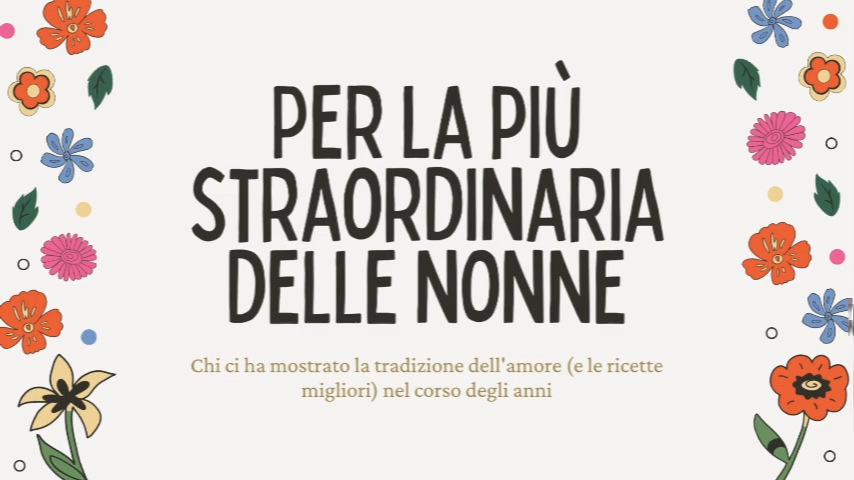 PER LA PIÙ
STRAORDINARIA
DELLE NONNE
Chi ci ha mostrato la tradizione dell'amore (e le ricette
migliori) nel corso degli anni